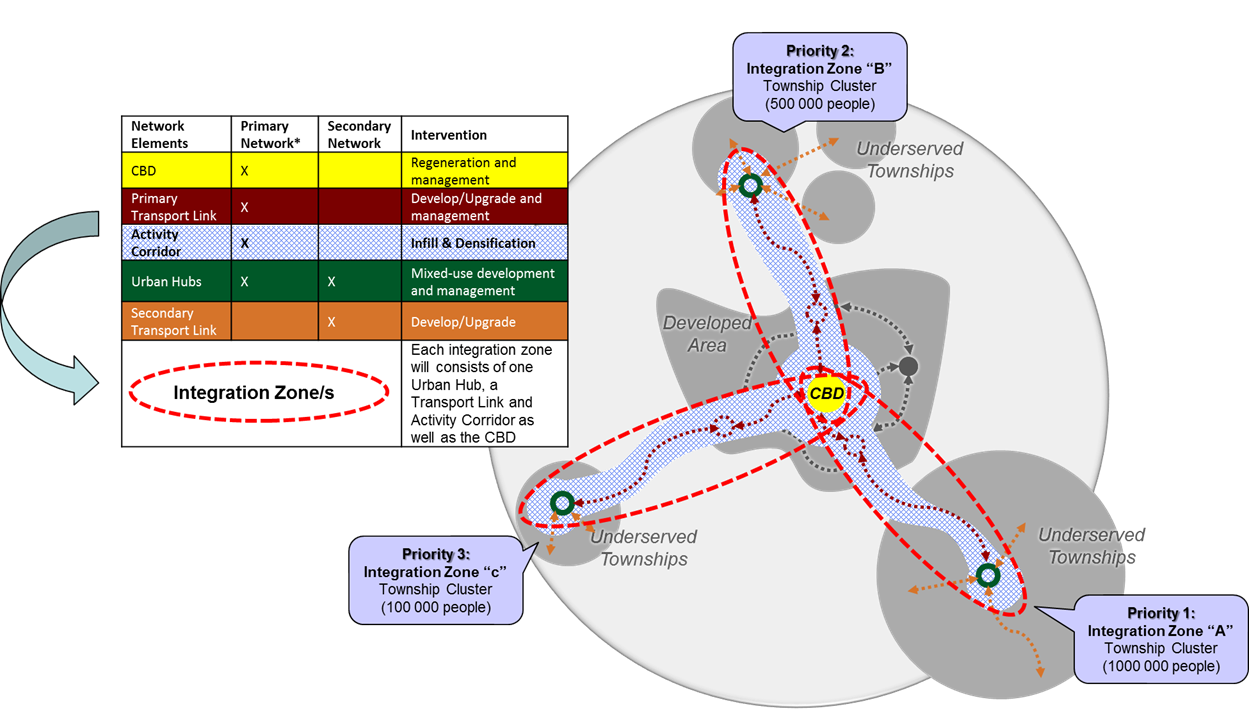 Priority 2:
Integration Zone “B”
Township Cluster
(500 000 people)
Network
Elements
Primary
Network*
Secondary
Network
Intervention
CBD
X
Regeneration and
management
Primary
Transport Link
X
Develop/Upgrade and
management
Activity
Corridor
X
Infill & Densification
Urban Hubs
X
X
Mixed-use development
and management
Secondary
Transport Link
X
Develop/Upgrade
Integration Zone/s
Each integration zone
will consists of one
Urban Hub, a
Transport Link and
Activity Corridor as
well as the CBD
Underserved
Townships
Developed
Area
CBD
Underserved
Townships
Underserved
Townships
Priority 3:
Integration Zone “c”
Township Cluster
(100 000 people)
Priority 1:
Integration Zone “A”
Township Cluster
(1000 000 people)